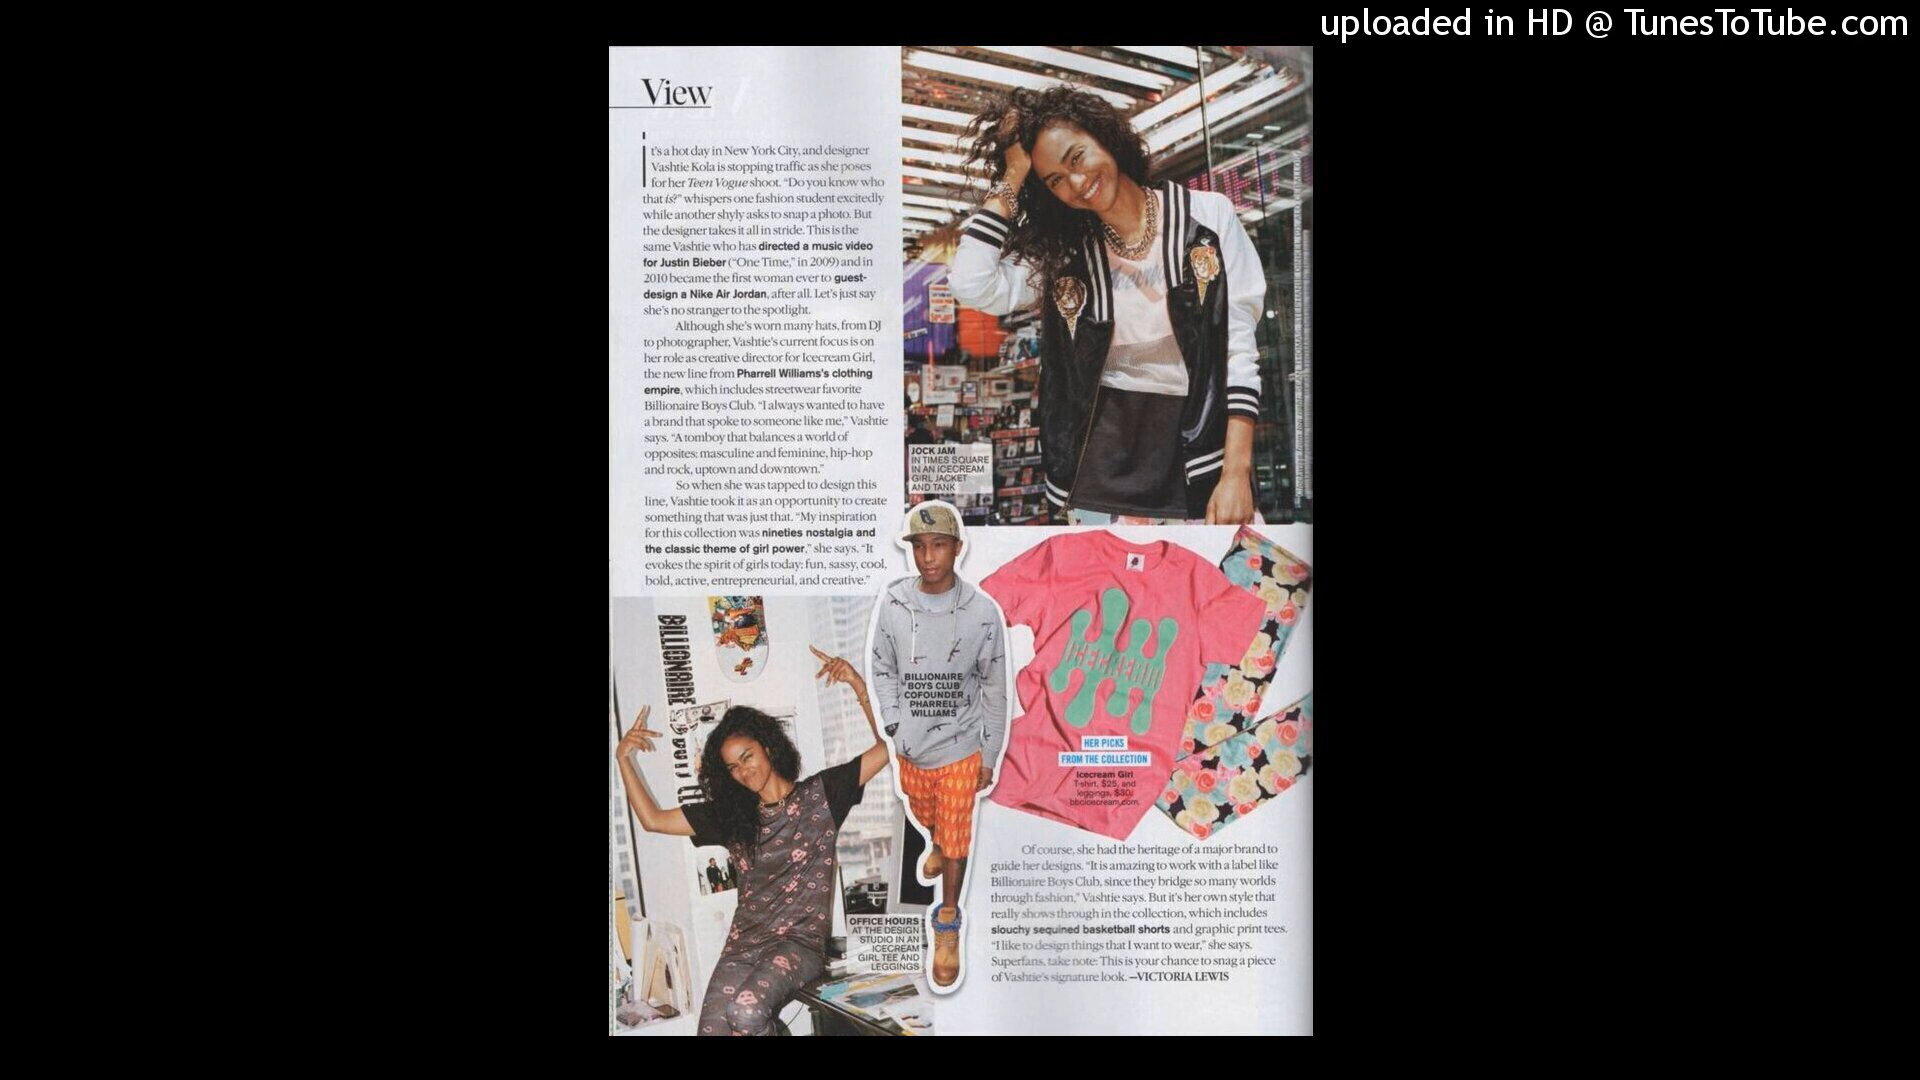 uploaded in HD @ TunesToTube.com
View
It's a hot day in New York City, and designer
Vashtie Kola is stopping traffic as she poses
for her Teen Vogue shoot. "Do you know who
that is?" whispers one fashion student excitedly
while another shyly asks to snap a photo. But
the designer takes it all in stride. This is the
same Vashtie who has directed a music video
for Justin Bieber ("One Time," in 2009) and in
2010 became the first woman ever to guest-
design a Nike Air Jordan, after all. Let's just say
she's no stranger to the spotlight.
Although she's worn many hats, from DJ
to photographer, Vashtie's current focus is on
her role as creative director for Icecream Girl,
the new line from Pharrell Williams's clothing
empire, which includes streetwear favorite
Billionaire Boys Club. "I always wanted to have
a brand that spoke to someone like me," Vashtie
says. "A tomboy that balances a world of
opposites: masculine and feminine, hip-hop
and rock, uptown and downtown."
So when she was tapped to design this
line, Vashtie took it as an opportunity to create
something that was just that. "My inspiration
for this collection was nineties nostalgia and
the classic theme of girl power," she says. "It
evokes the spirit of girls today: fun, sassy, cool,
bold, active, entrepreneurial, and creative."
JOCK JAM
IN TIMES SQUARE
IN AN ICECREAM
GIRL JACKET
AND TANK
BILLIONAIRE
BOYS CLUB
COFOUNDER
PHARRELL
WILLIAMS
ICECREAM
HER PICKS
FROM THE COLLECTION
Icecream Girl
T-shirt, $25, and
leggings, $30;
bbcicecream.com.
BILLIONAIRE
BOYS CL
OFFICE HOURS
AT THE DESIGN
STUDIO IN AN
ICECREAM
GIRL TEE AND
LEGGINGS
Of course, she had the heritage of a major brand to
guide her designs. "It is amazing to work with a label like
Billionaire Boys Club, since they bridge so many worlds
through fashion," Vashtie says. But it's her own style that
really shows through in the collection, which includes
slouchy sequined basketball shorts and graphic print tees.
"I like to design things that I want to wear," she says.
Superfans, take note: This is your chance to snag a piece
of Vashtie's signature look. —VICTORIA LEWIS